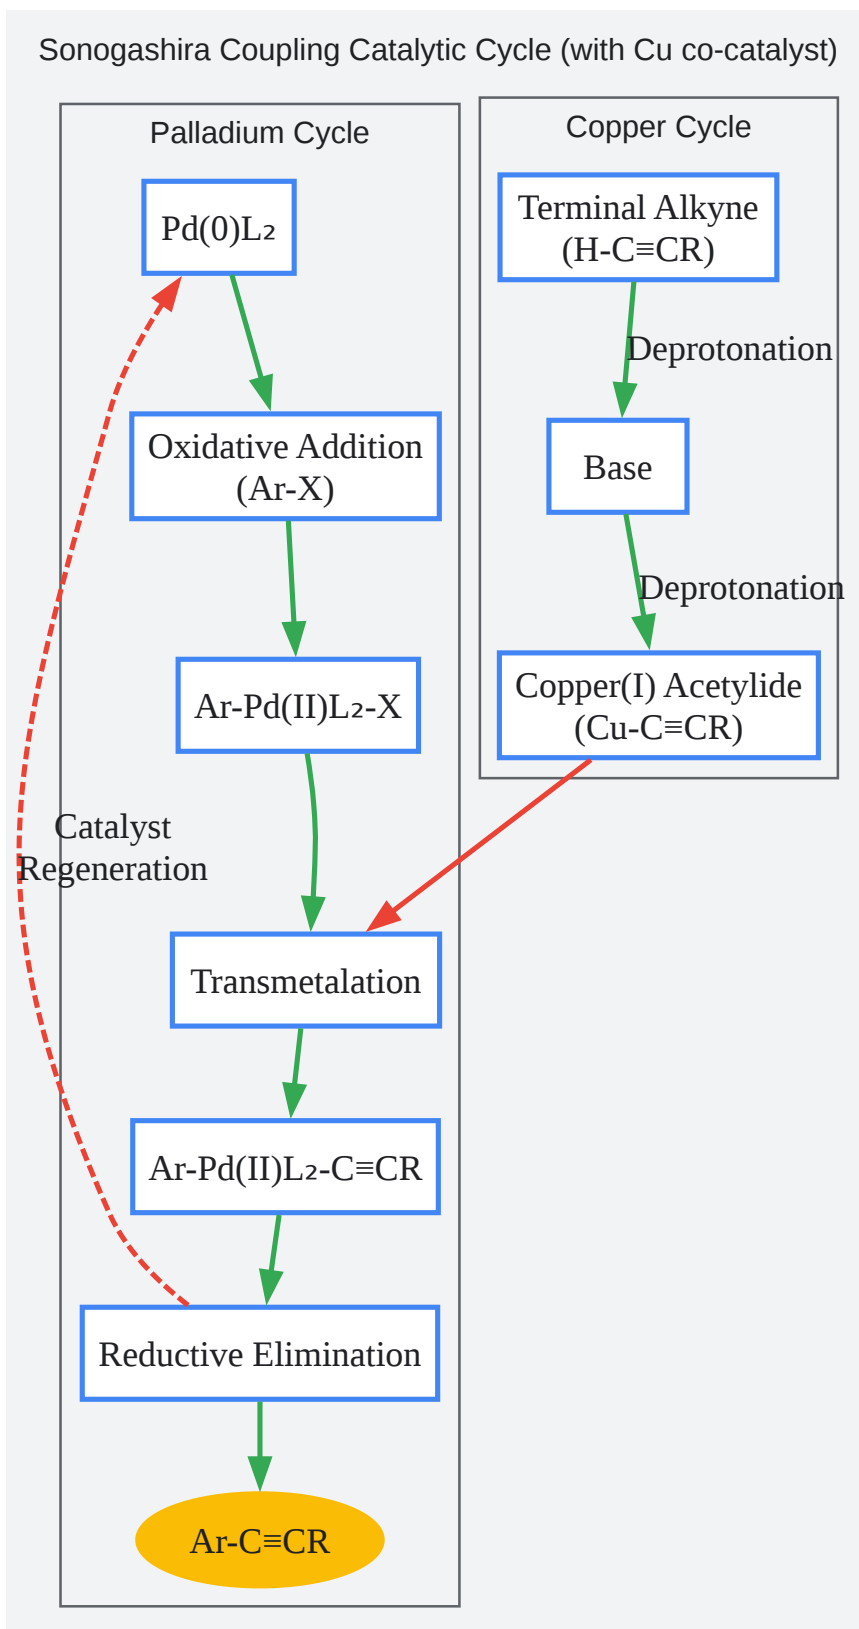 Sonogashira Coupling Catalytic Cycle (with Cu co-catalyst)
Palladium Cycle
Pd(0)L₂
Oxidative Addition
(Ar-X)
Ar-Pd(II)L₂-X
Catalyst
Regeneration
Transmetalation
Ar-Pd(II)L₂-C≡CR
Reductive Elimination
Ar-C≡CR
Copper Cycle
Terminal Alkyne
(H-C≡CR)
Deprotonation
Base
Deprotonation
Copper(I) Acetylide
(Cu-C≡CR)